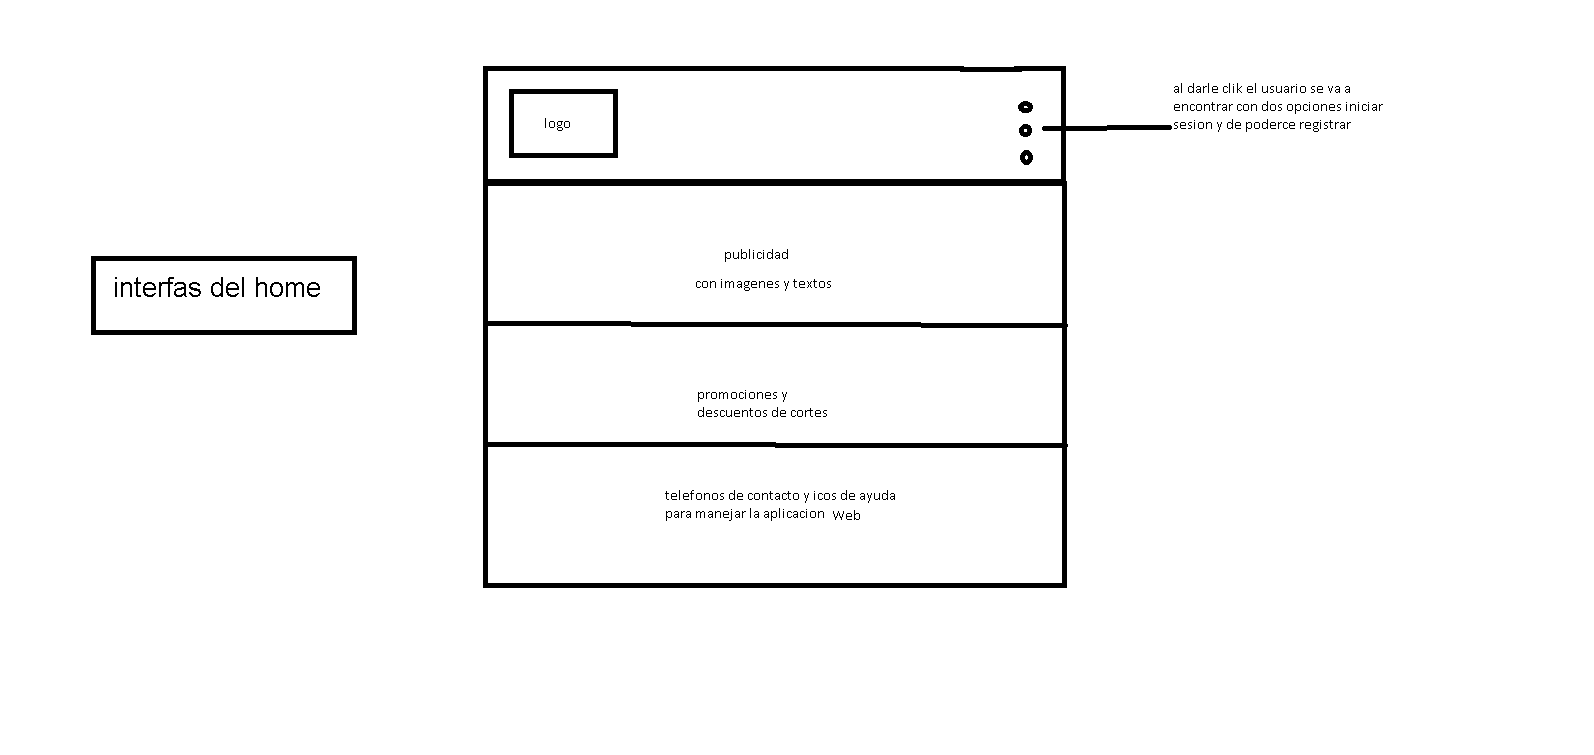 interfas del home
logo
al darle clik el usuario se va a
encontrar con dos opciones iniciar
sesion y de poderce registrar
publicidad
con imagenes y textos
promociones y
descuentos de cortes
telefonos de contacto y icos de ayuda
para manejar la aplicacion Web